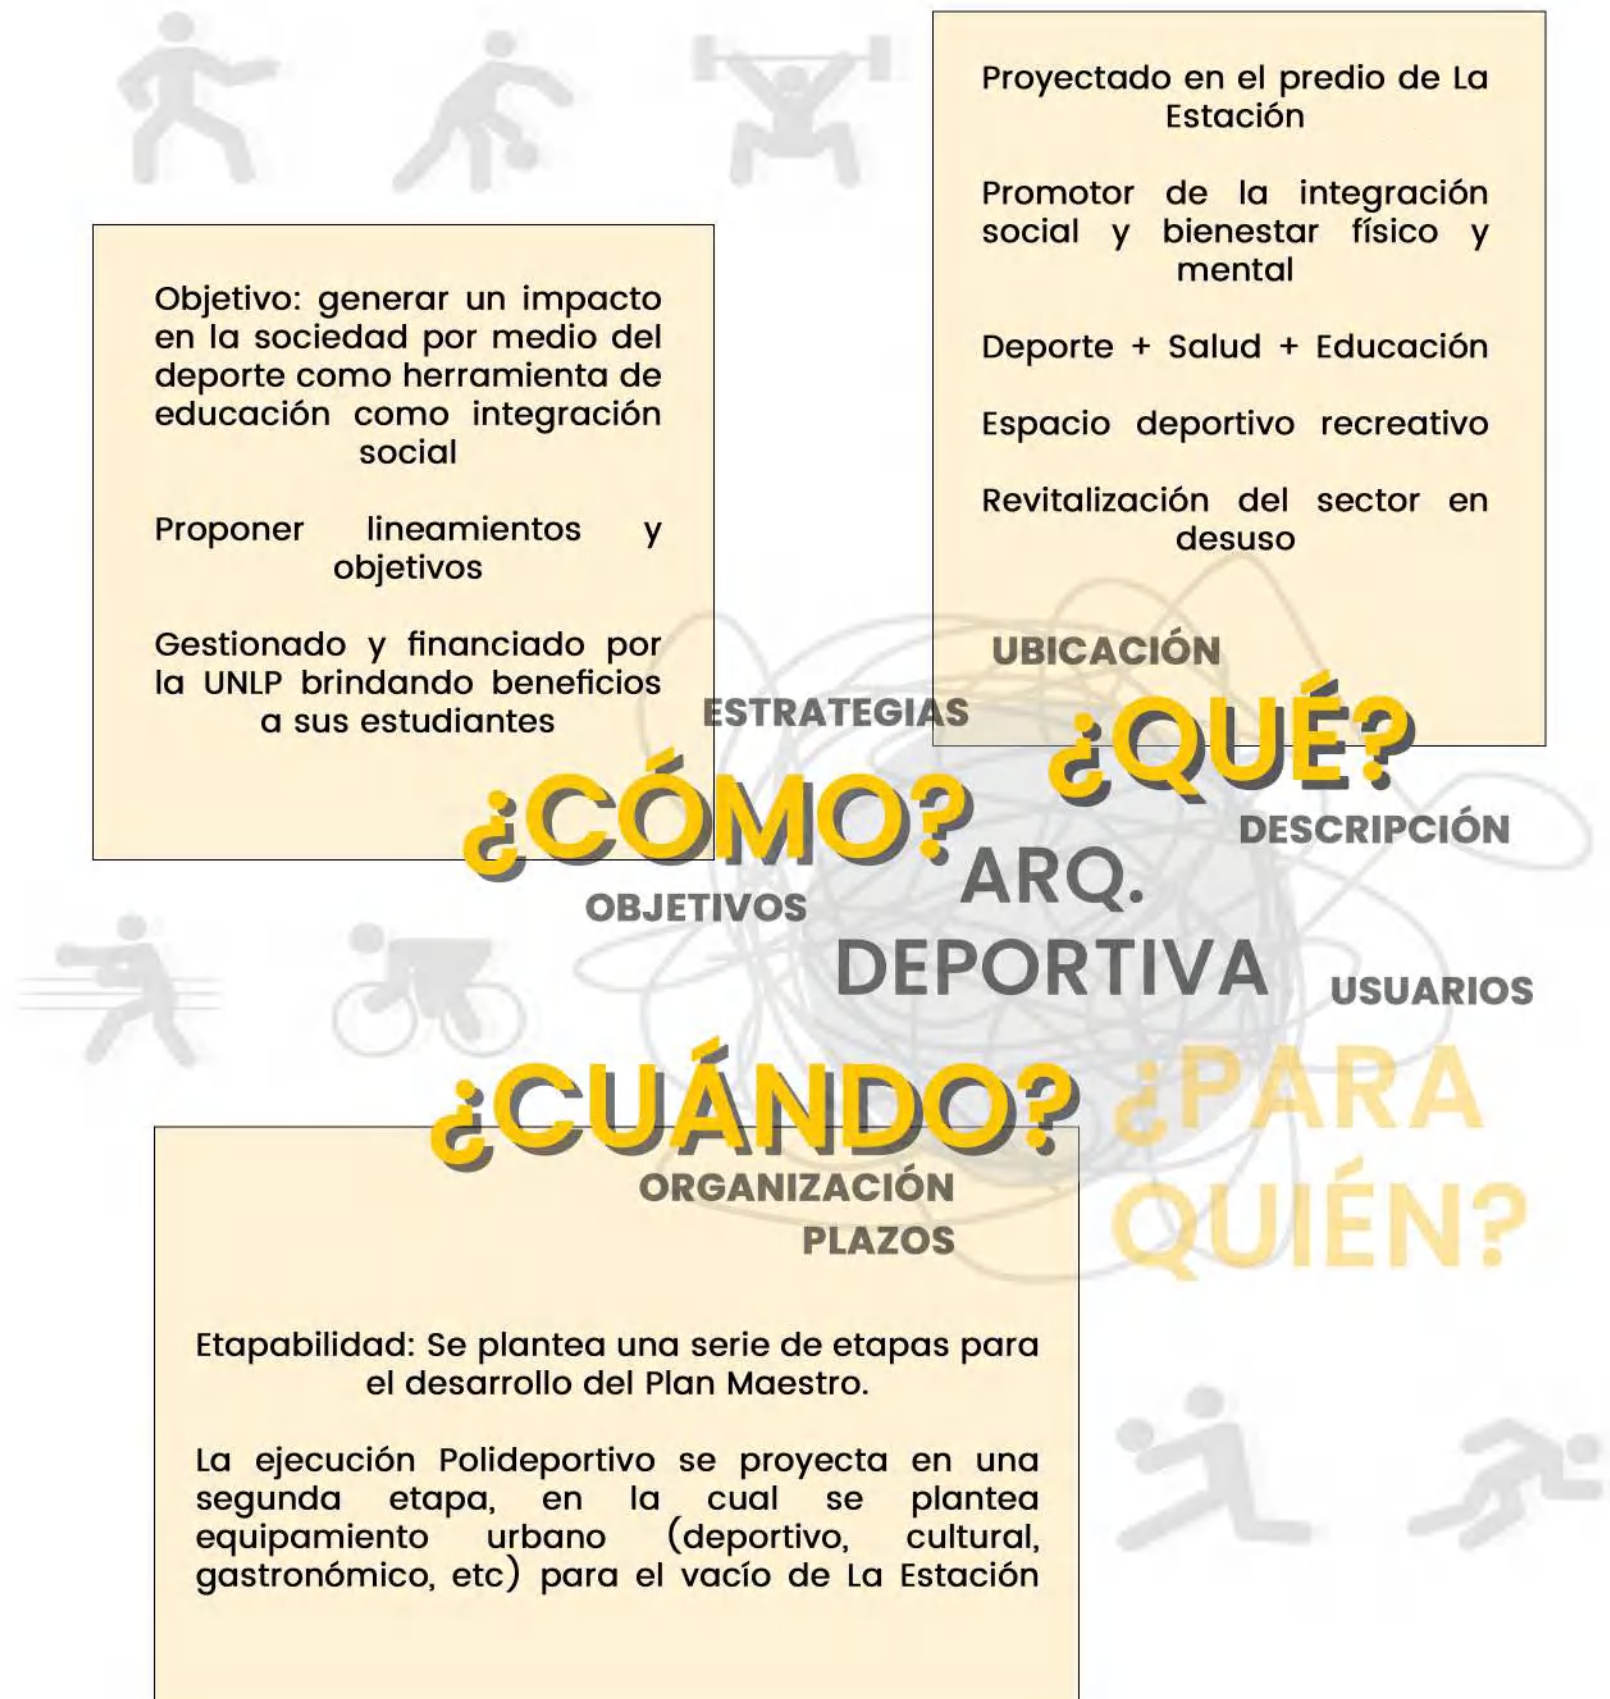 Proyectado en el predio de La
Estación
Promotor de la integración
social y bienestar físico y
mental
Deporte + Salud + Educación
Espacio deportivo recreativo
Revitalización del sector en
desuso
UBICACIÓN
¿QUÉ?
DESCRIPCIÓN
Objetivo: generar un impacto
en la sociedad por medio del
deporte como herramienta de
educación como integración
social
Proponer lineamientos y
objetivos
Gestionado y financiado por
la UNLP brindando beneficios
a sus estudiantes
ESTRATEGIAS
¿CÓMO?
OBJETIVOS
ARQ.
DEPORTIVA
USUARIOS
¿PARA
QUIÉN?
¿CUÁNDO?
ORGANIZACIÓN
PLAZOS
Etapabilidad: Se plantea una serie de etapas para
el desarrollo del Plan Maestro.
La ejecución Polideportivo se proyecta en una
segunda etapa, en la cual se plantea
equipamiento urbano (deportivo, cultural,
gastronómico, etc) para el vacío de La Estación